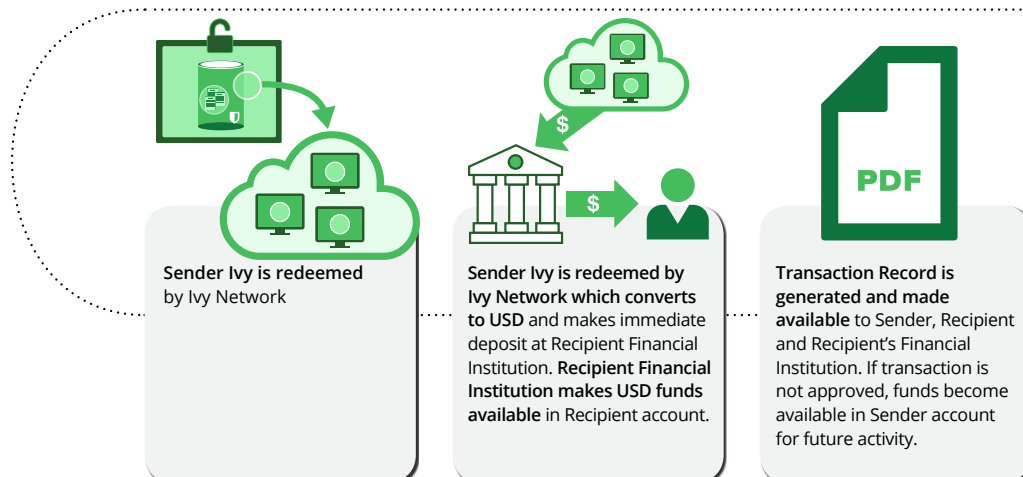 $
$
PDF
Sender Ivy is redeemed
by Ivy Network
Sender Ivy is redeemed by
Ivy Network which converts
to USD and makes immediate
deposit at Recipient Financial
Institution. Recipient Financial
Institution makes USD funds
available in Recipient account.
Transaction Record is
generated and made
available to Sender, Recipient
and Recipient’s Financial
Institution. If transaction is
not approved, funds become
available in Sender account
for future activity.